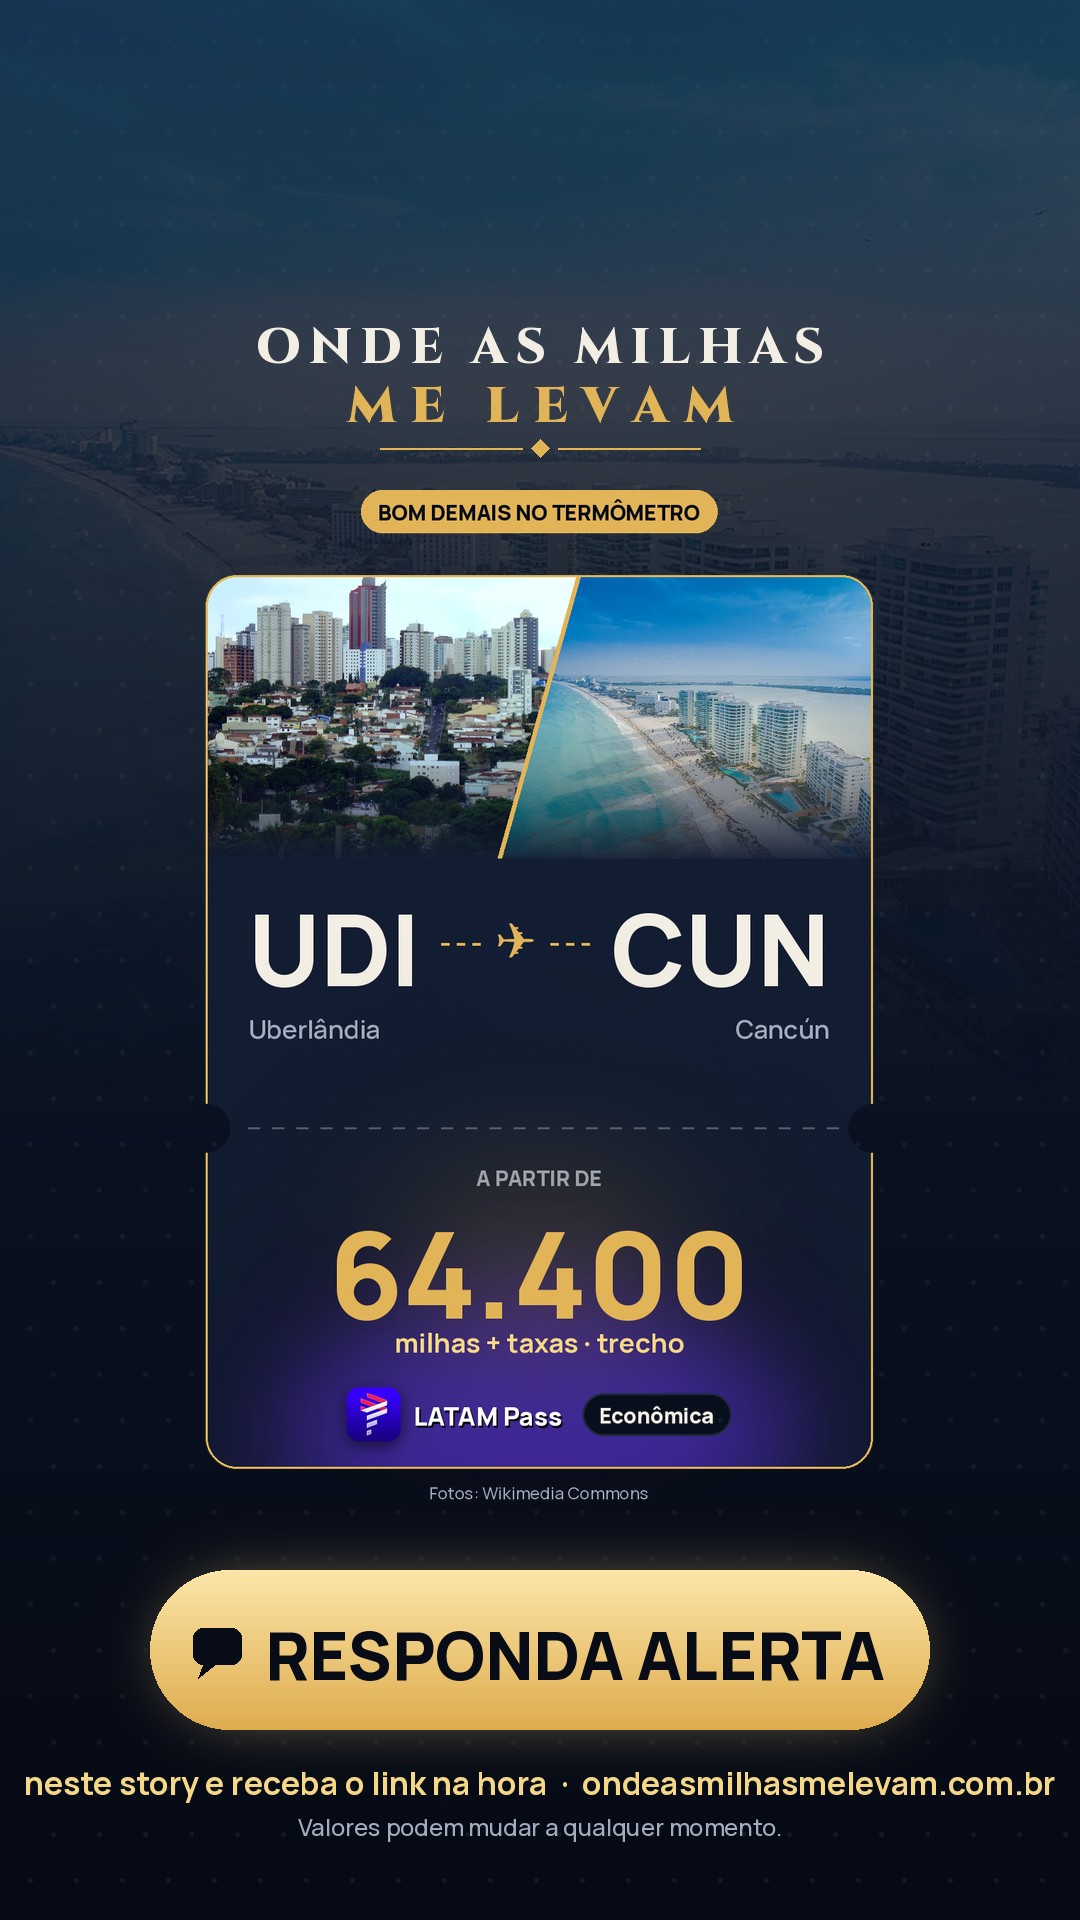 ONDE AS MILHAS
ME LEVAM
BOM DEMAIS NO TERMÔMETRO
UDI CUN
Uberlândia Cancún
A PARTIR DE
64.400
milhas + taxas · trecho
LATAM Pass Econômica
Fotos: Wikimedia Commons
RESPONDA ALERTA
neste story e receba o link na hora · ondeasmilhasmelevam.com.br
Valores podem mudar a qualquer momento.